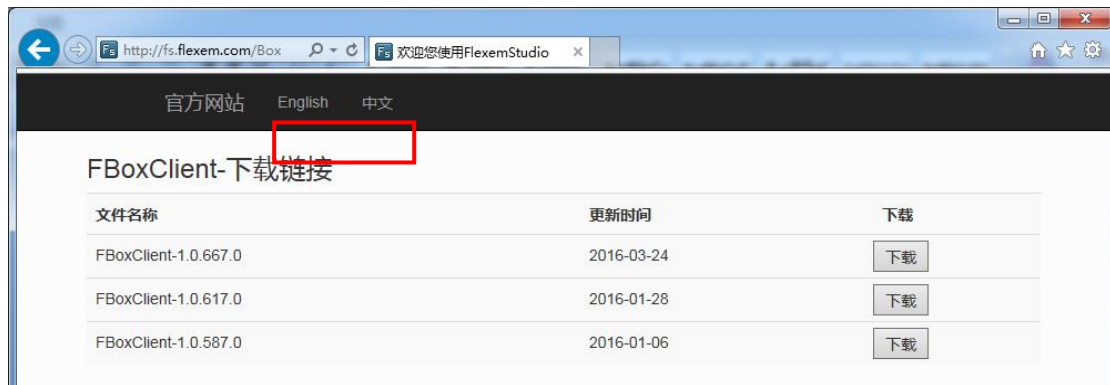 http://fs.flexem.com/Box 欢迎您使用FlexemStudio
官方网站 English 中文
FBoxClient-下载链接
文件名称 更新时间 下载
FBoxClient-1.0.667.0 2016-03-24 下载
FBoxClient-1.0.617.0 2016-01-28 下载
FBoxClient-1.0.587.0 2016-01-06 下载